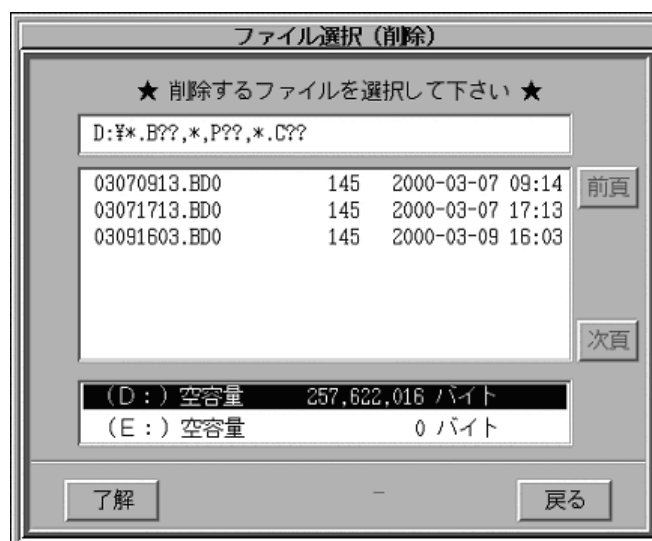 ファイル選択（削除）
★ 削除するファイルを選択して下さい ★
D:¥*.B??,*,P??,*.C??
03070913.BD0 145 2000-03-07 09:14
03071713.BD0 145 2000-03-07 17:13
03091603.BD0 145 2000-03-09 16:03
前頁
次頁
（D：）空容量 257,622,016 バイト
（E：）空容量 0 バイト
了解
戻る